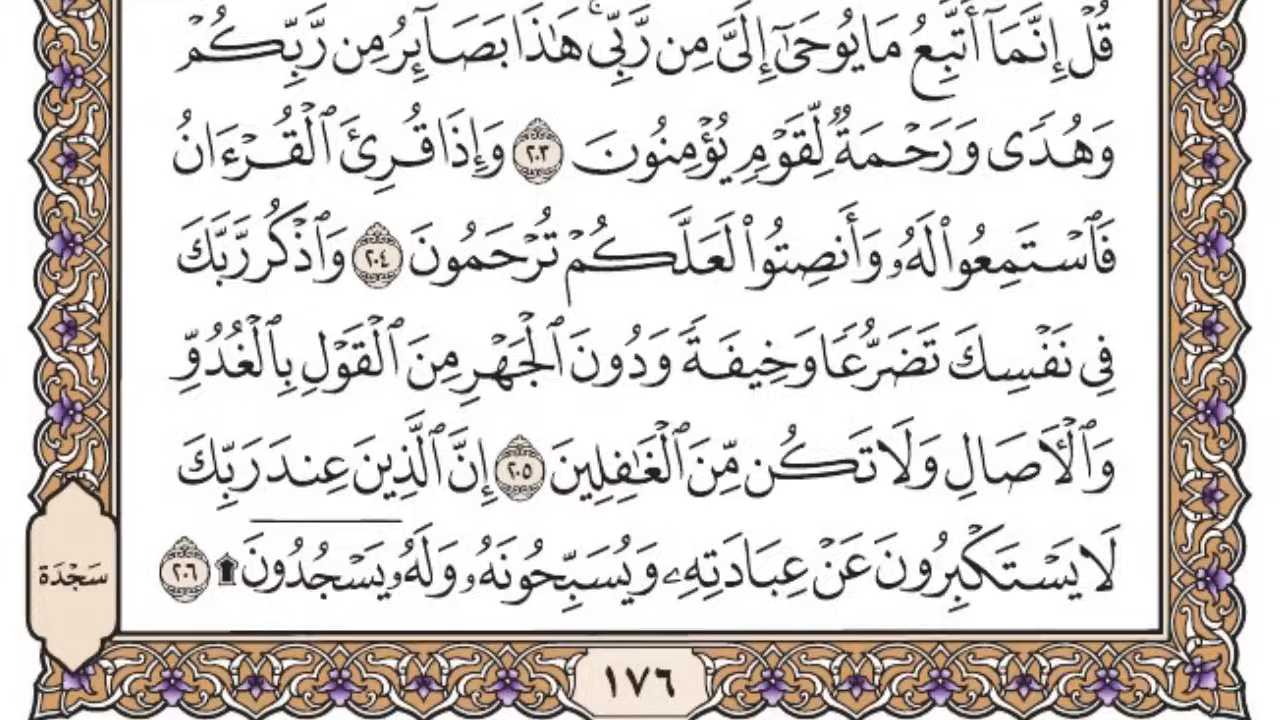 قُلْ إِنَّمَآ أَتَّبِعُ مَا يُوحَىٰٓ إِلَىَّ مِن رَّبِّى ۚ هَٰذَا بَصَآئِرُ مِن رَّبِّكُمْ
وَهُدًى وَرَحْمَةٌ لِّقَوْمٍ يُؤْمِنُونَ ٢٠٣ وَإِذَا قُرِئَ ٱلْقُرْءَانُ
فَٱسْتَمِعُوا۟ لَهُۥ وَأَنصِتُوا۟ لَعَلَّكُمْ تُرْحَمُونَ ٢٠٤ وَٱذْكُر رَّبَّكَ
فِى نَفْسِكَ تَضَرُّعًا وَخِيفَةً وَدُونَ ٱلْجَهْرِ مِنَ ٱلْقَوْلِ بِٱلْغُدُوِّ
وَٱلْءَاصَالِ وَلَا تَكُن مِّنَ ٱلْغَٰفِلِينَ ٢٠٥ إِنَّ ٱلَّذِينَ عِندَ رَبِّكَ
لَا يَسْتَكْبِرُونَ عَنْ عِبَادَتِهِۦ وَيُسَبِّحُونَهُۥ وَلَهُۥ يَسْجُدُونَ ۩ ٢٠٦
سَجْدَة
١٧٦